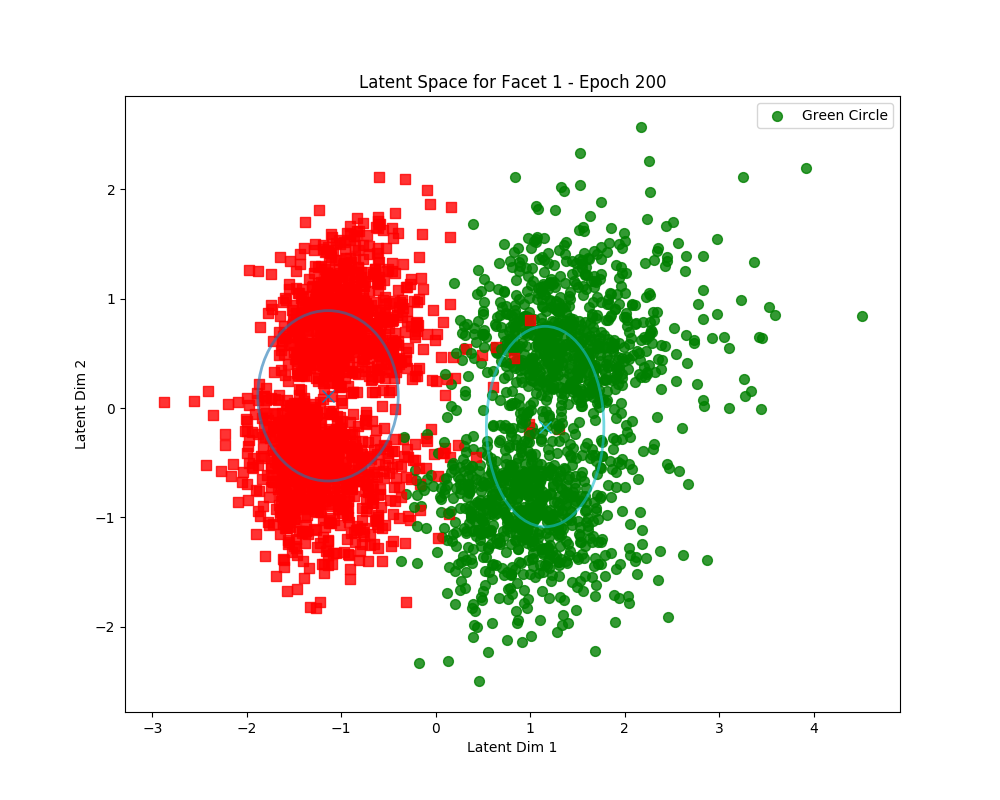 Latent Space for Facet 1 - Epoch 200
Green Circle
2
1
0
−1
−2
Latent Dim 2
−3 −2 −1 0 1 2 3 4
Latent Dim 1